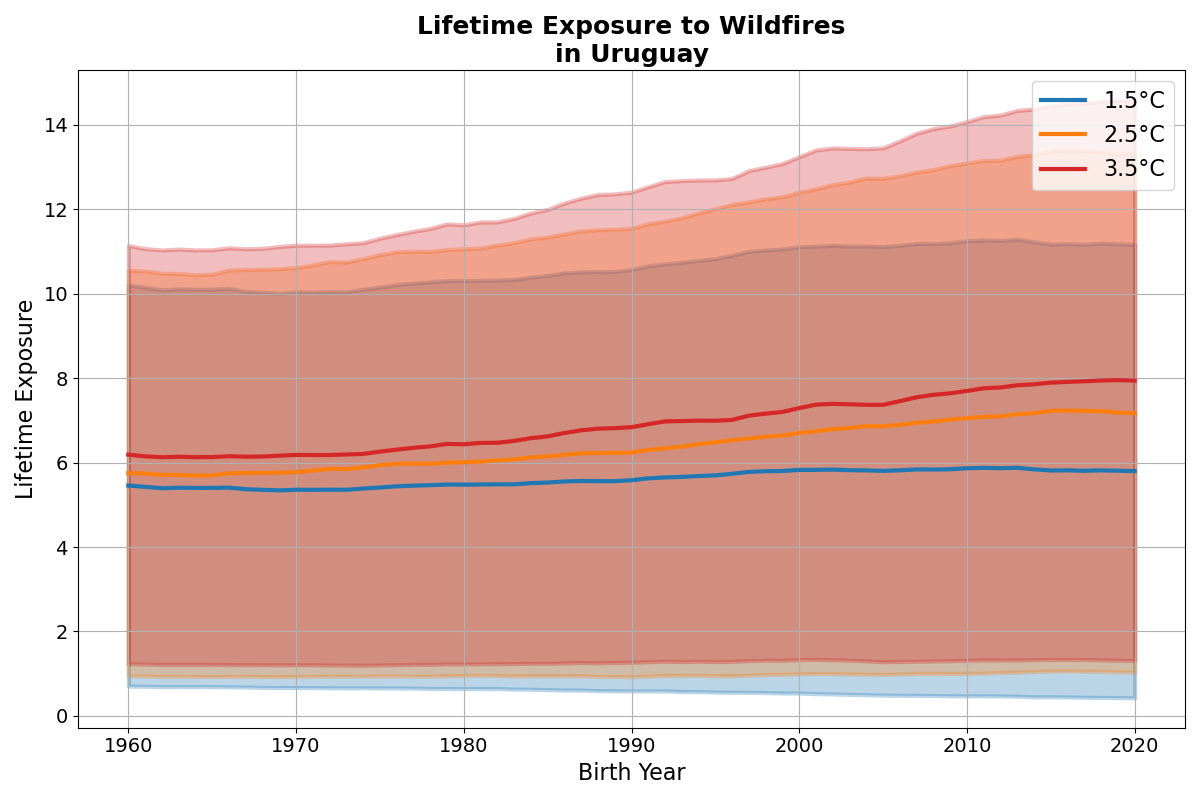 Lifetime Exposure to Wildfires
in Uruguay
1.5°C
2.5°C
3.5°C
Lifetime Exposure
14
12
10
8
6
4
2
0
1960
1970
1980
1990
2000
2010
2020
Birth Year